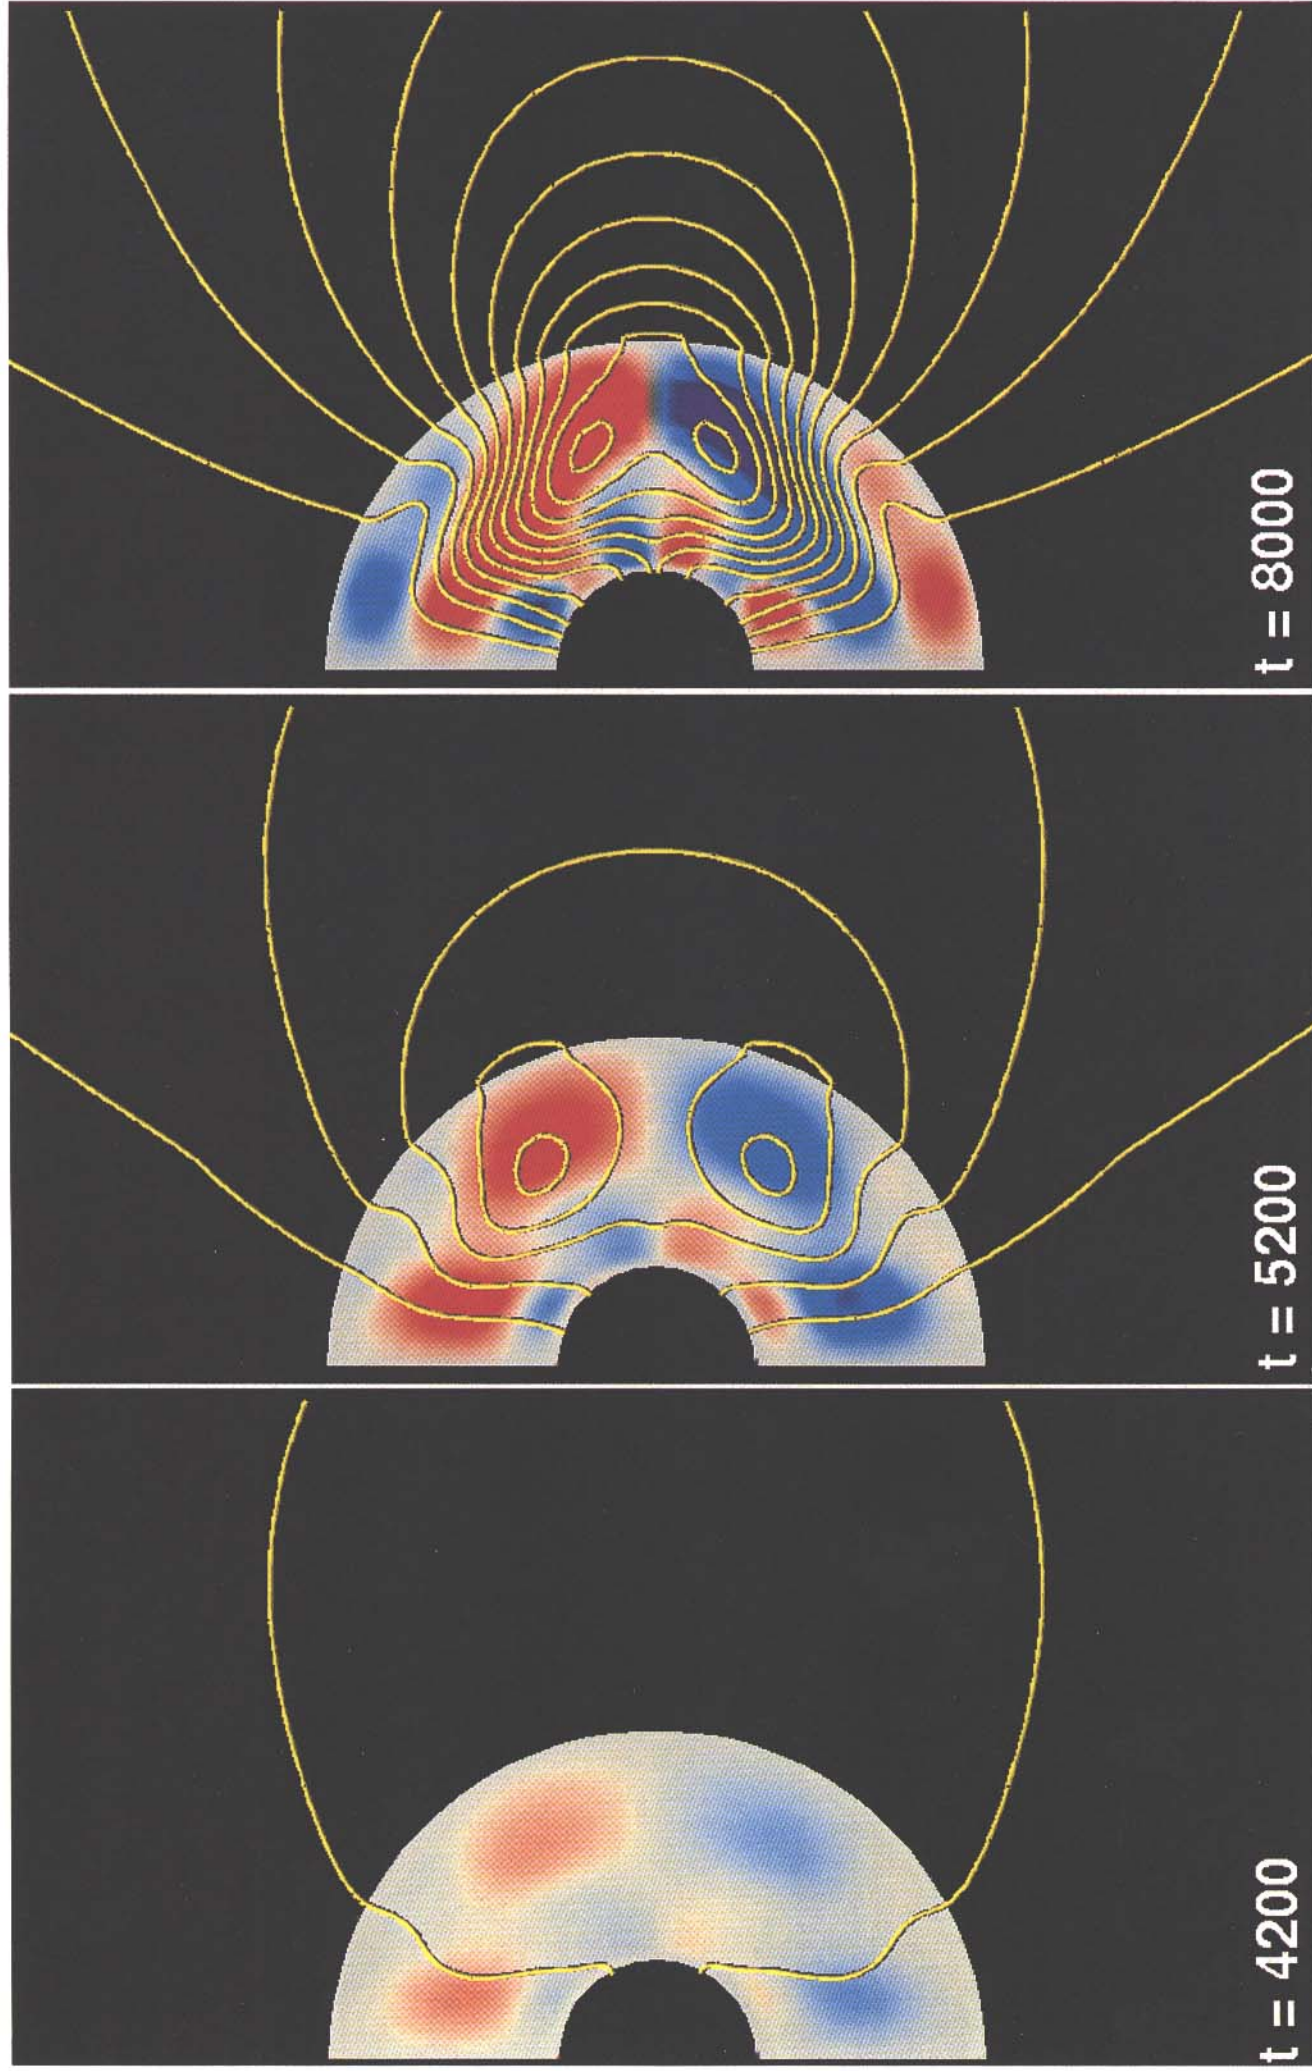 t = 4200
t = 5200
t = 8000